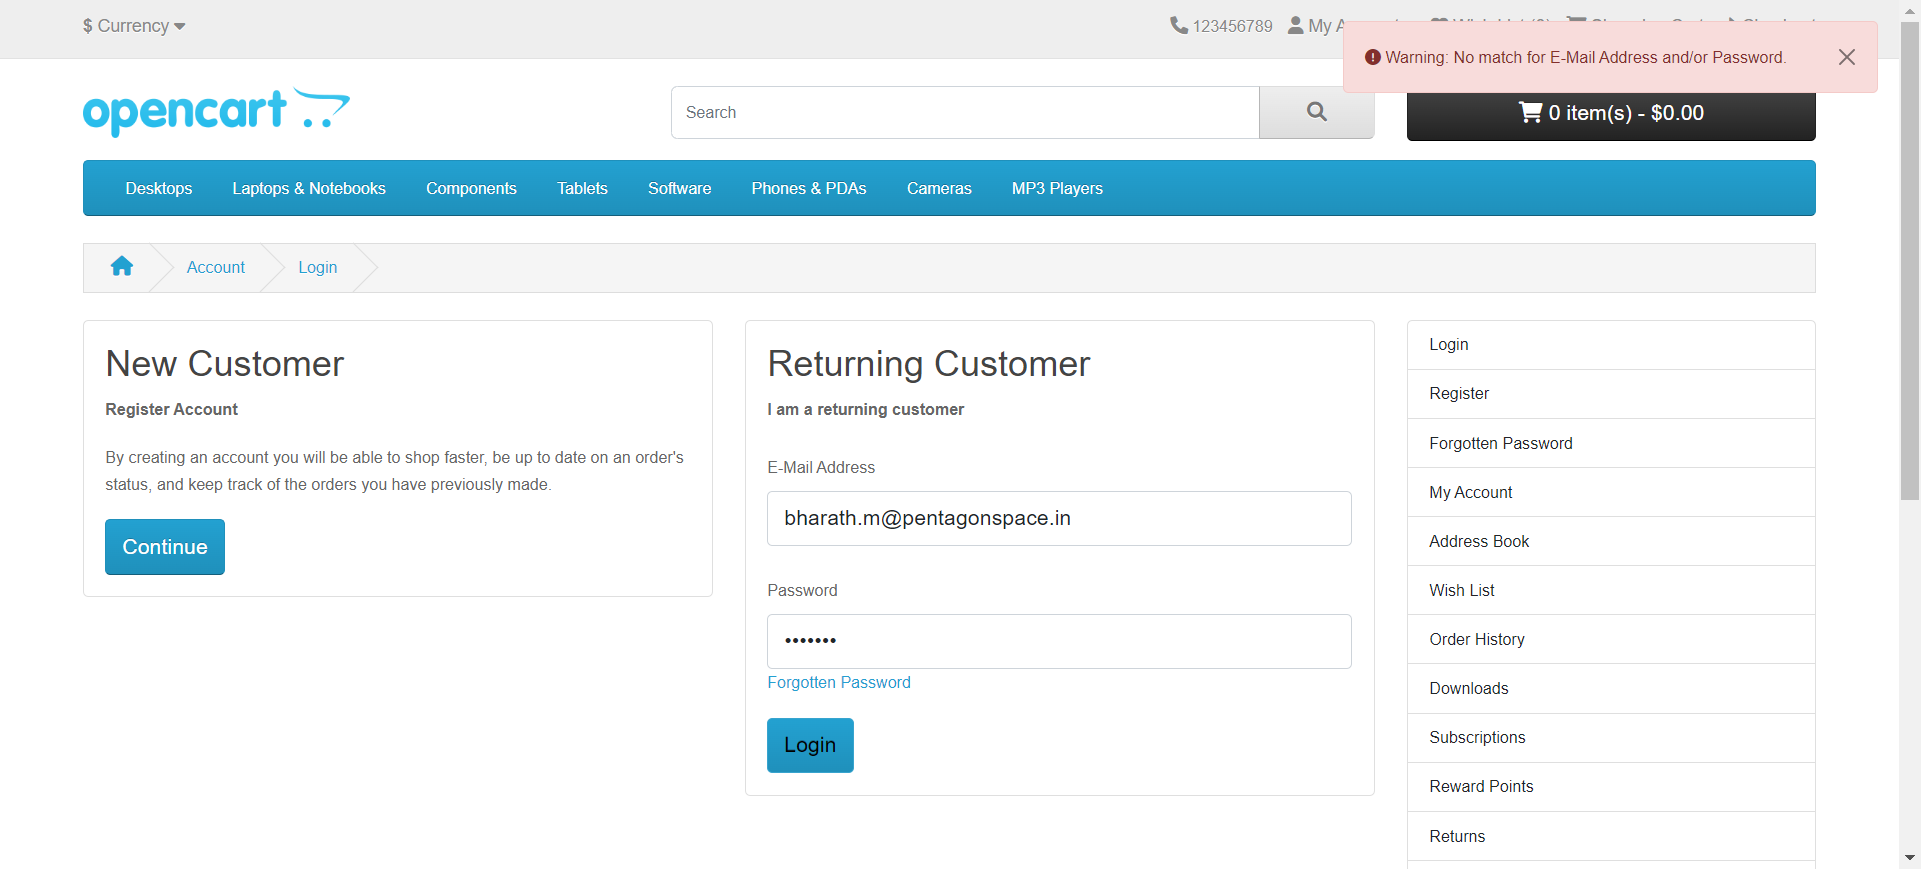 $ Currency
123456789 My A
Warning: No match for E-Mail Address and/or Password.
opencart
Search
0 item(s) - $0.00
Desktops Laptops & Notebooks Components Tablets Software Phones & PDAs Cameras MP3 Players
Account Login
New Customer
Register Account
By creating an account you will be able to shop faster, be up to date on an order's
status, and keep track of the orders you have previously made.
Continue
Returning Customer
I am a returning customer
E-Mail Address
bharath.m@pentagonspace.in
Password
•••••••
Forgotten Password
Login
Login
Register
Forgotten Password
My Account
Address Book
Wish List
Order History
Downloads
Subscriptions
Reward Points
Returns